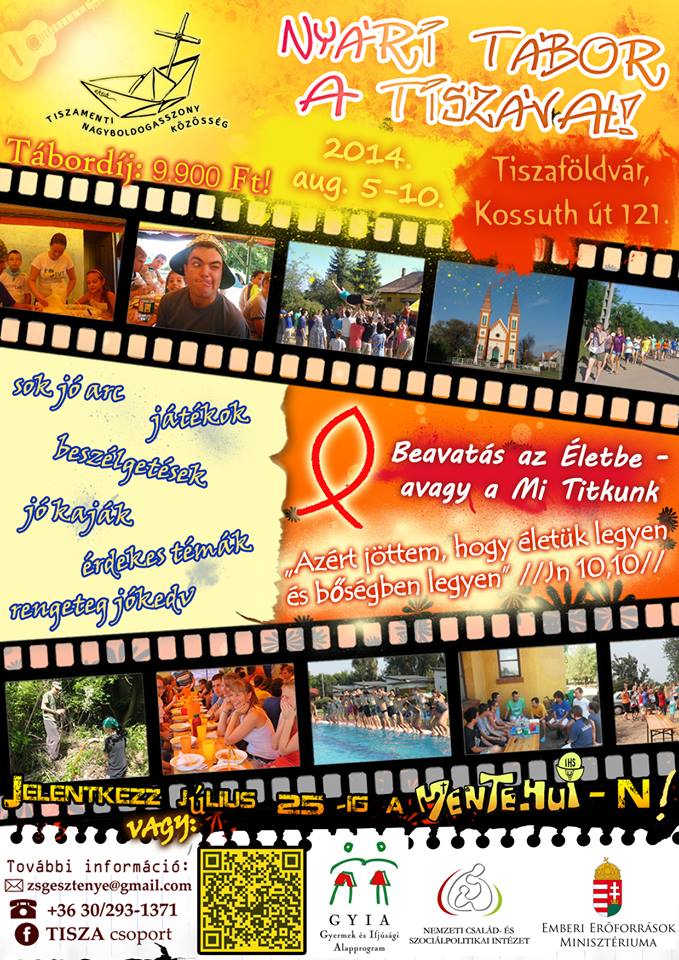 TISZAMENTI
NAGYBOLDOGASSZONY
KÖZÖSSÉG
NYÁRI TÁBOR
A TISZÁVAL!
Tábordíj: 9.900 Ft!
2014.
aug. 5-10.
Tiszaföldvár,
Kossuth út 121.
sok jó arc
játékok
beszélgetések
jó kaják
érdekes témák
rengeteg jókedv
Beavatás az Életbe -
avagy a Mi Titkunk
„Azért jöttem, hogy életük legyen
és bőségben legyen” //Jn 10,10//
JELENTKEZZ JÚLIUS 25-IG A MENTE.HU - N!
IHS
VAGY:
További információ:
zsgesztenye@gmail.com
+36 30/293-1371
TISZA csoport
GYIA
Gyermek és Ifjúsági
Alapprogram
NEMZETI CSALÁD- ÉS
SZOCIÁLPOLITIKAI INTÉZET
EMBERI ERŐFORRÁSOK
MINISZTÉRIUMA